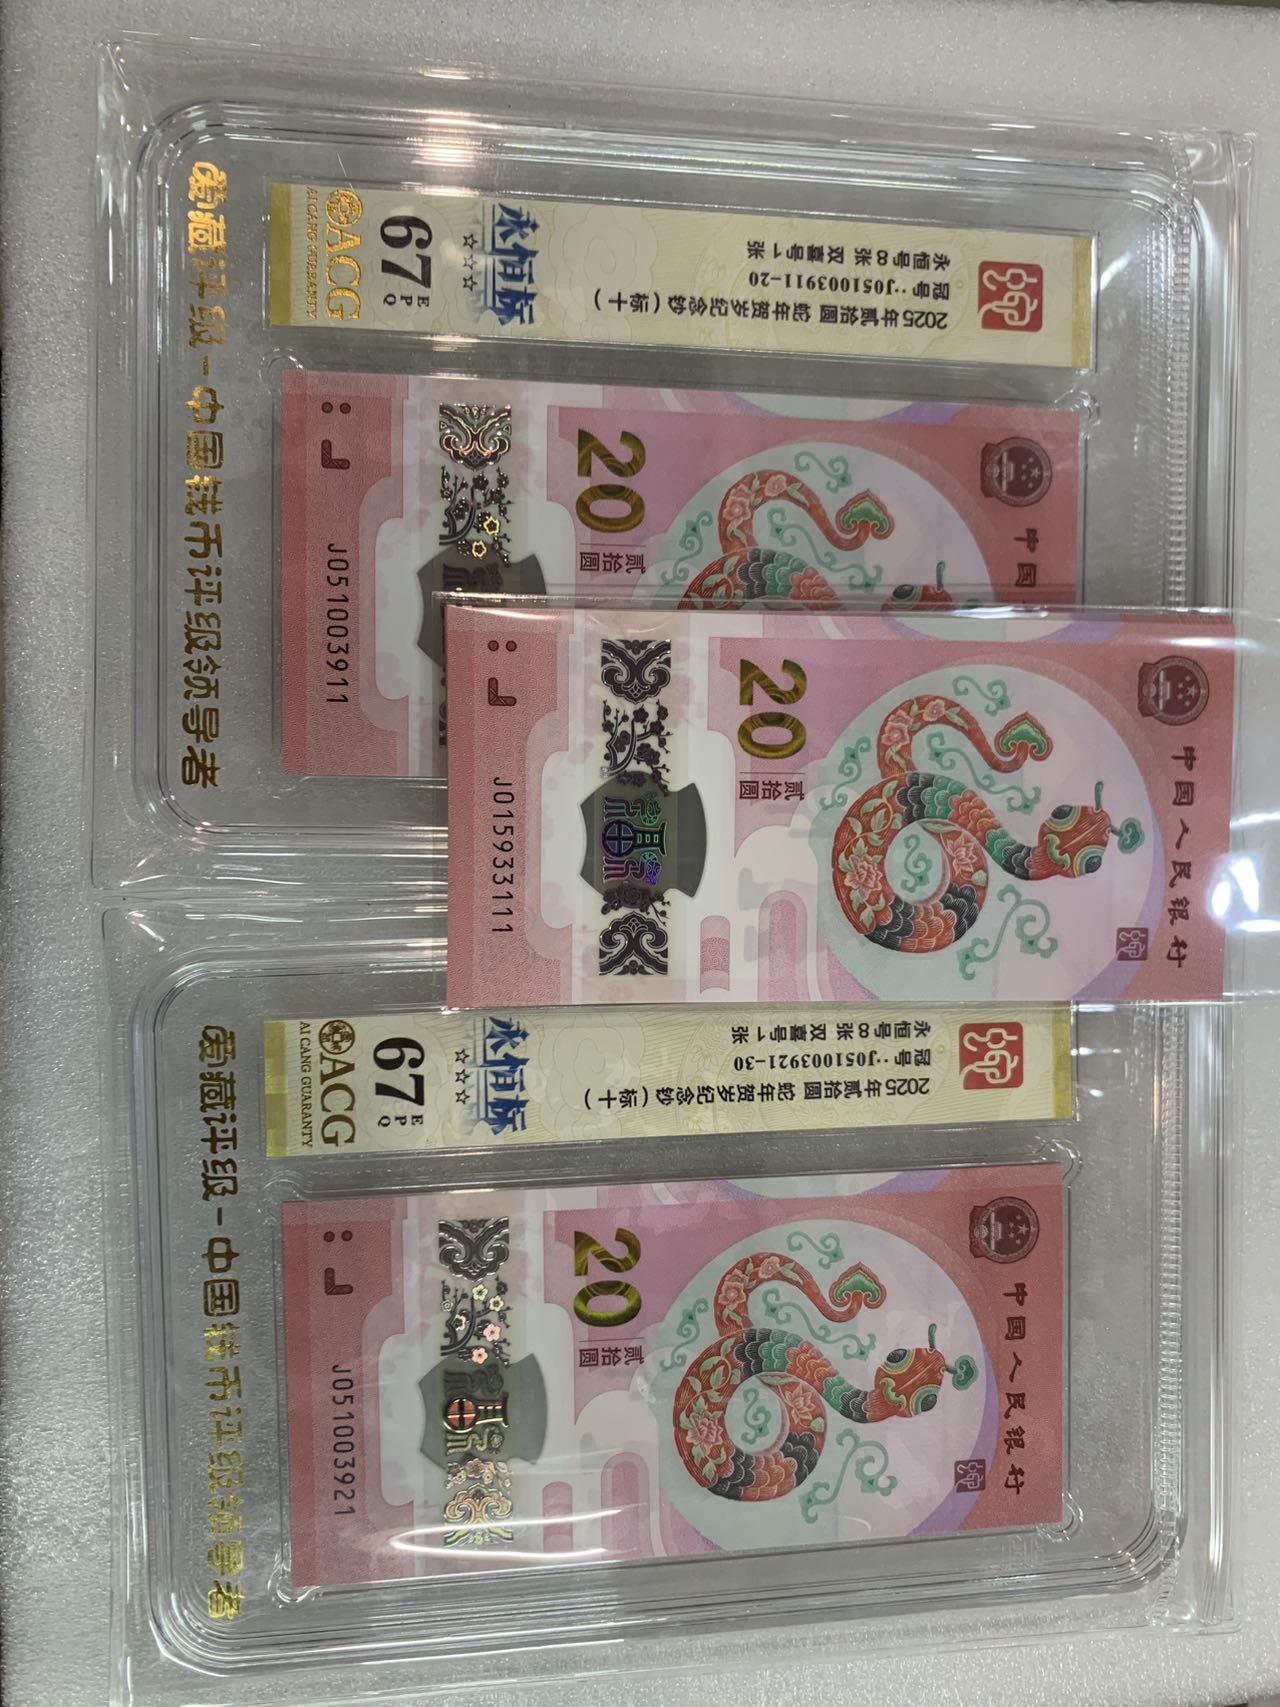 爱藏评级-中国钱币评级领导者
ACG
AI CANG GUARANTY
67
EPQ
永恒标
☆☆☆
2025年贰拾圆 蛇年贺岁纪念钞(标十)
冠号:J051003911-20
永恒号8张 双喜号1张
20
贰拾圆
中国
J051003911
中国人民银行
20
贰拾圆
J015933111
ACG
AI CANG GUARANTY
67
EPQ
永恒标
☆☆☆
2025年贰拾圆 蛇年贺岁纪念钞(标十)
冠号:J051003921-30
永恒号8张 双喜号1张
爱藏评级-中国钱币评级领导者
中国人民银行
20
贰拾圆
J051003921